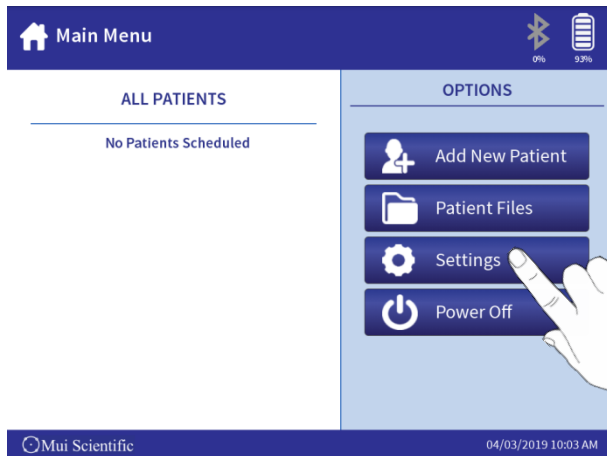 Main Menu
0%
93%
ALL PATIENTS
No Patients Scheduled
OPTIONS
Add New Patient
Patient Files
Settings
Power Off
Mui Scientific
04/03/2019 10:03 AM